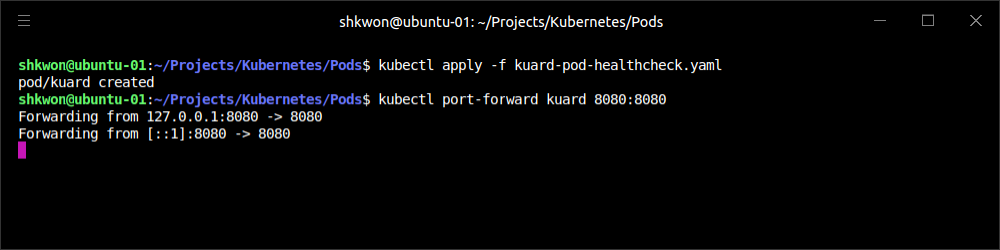 shkwon@ubuntu-01: ~/Projects/Kubernetes/Pods
shkwon@ubuntu-01:~/Projects/Kubernetes/Pods$ kubectl apply -f kuard-pod-healthcheck.yaml
pod/kuard created
shkwon@ubuntu-01:~/Projects/Kubernetes/Pods$ kubectl port-forward kuard 8080:8080
Forwarding from 127.0.0.1:8080 -> 8080
Forwarding from [::1]:8080 -> 8080